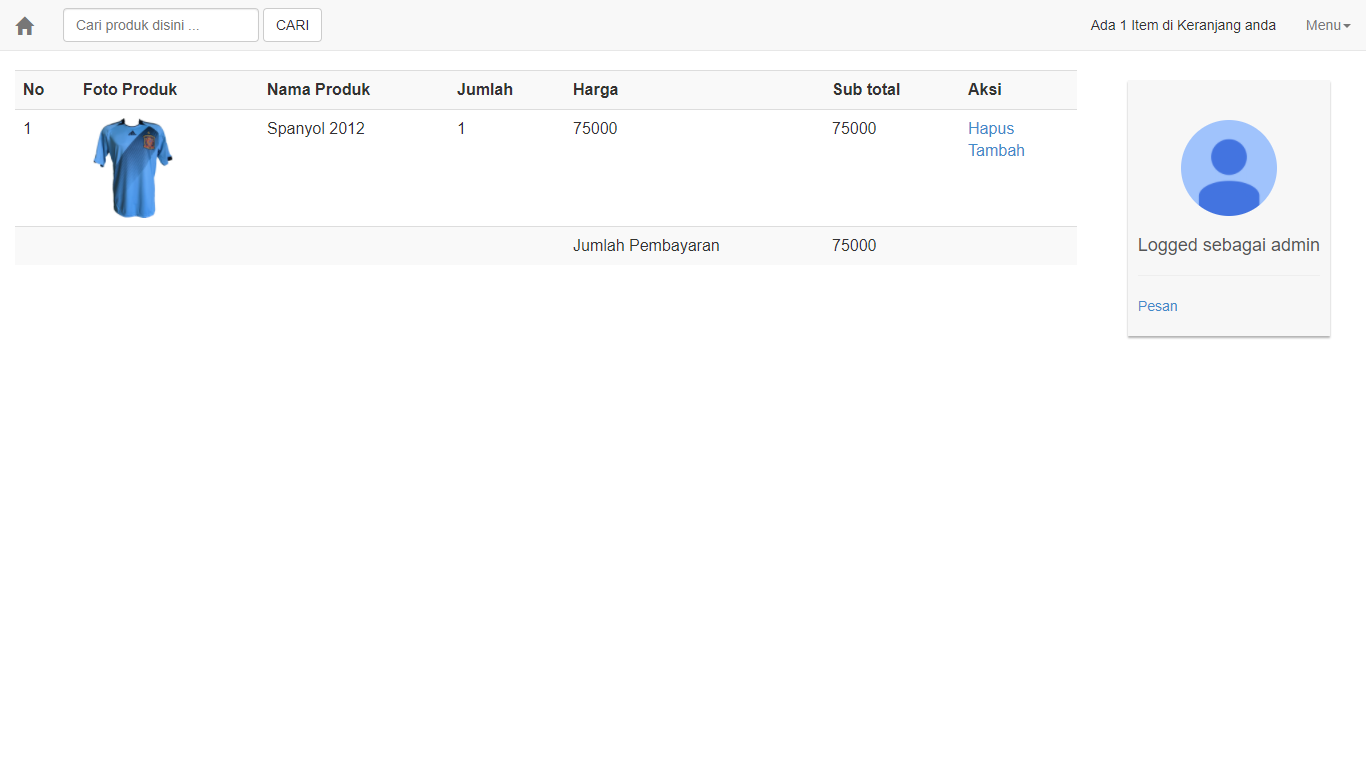 Cari produk disini ... CARI Ada 1 Item di Keranjang anda Menu
No Foto Produk Nama Produk Jumlah Harga Sub total Aksi
1 Spanyol 2012 1 75000 75000 Hapus
Tambah
Jumlah Pembayaran 75000
Logged sebagai admin
Pesan